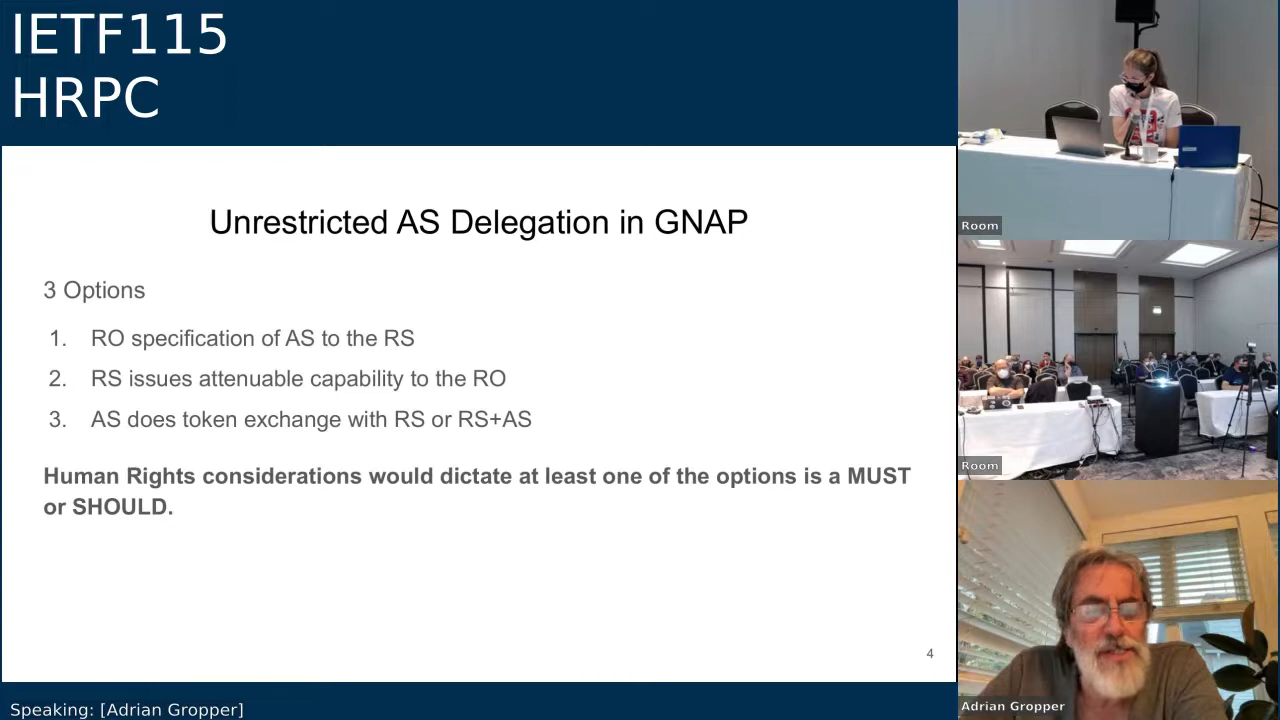 IETF115
HRPC
Unrestricted AS Delegation in GNAP
3 Options
1. RO specification of AS to the RS
2. RS issues attenuable capability to the RO
3. AS does token exchange with RS or RS+AS
Human Rights considerations would dictate at least one of the options is a MUST
or SHOULD.
4
Speaking: [Adrian Gropper]
Room
Room
Adrian Gropper